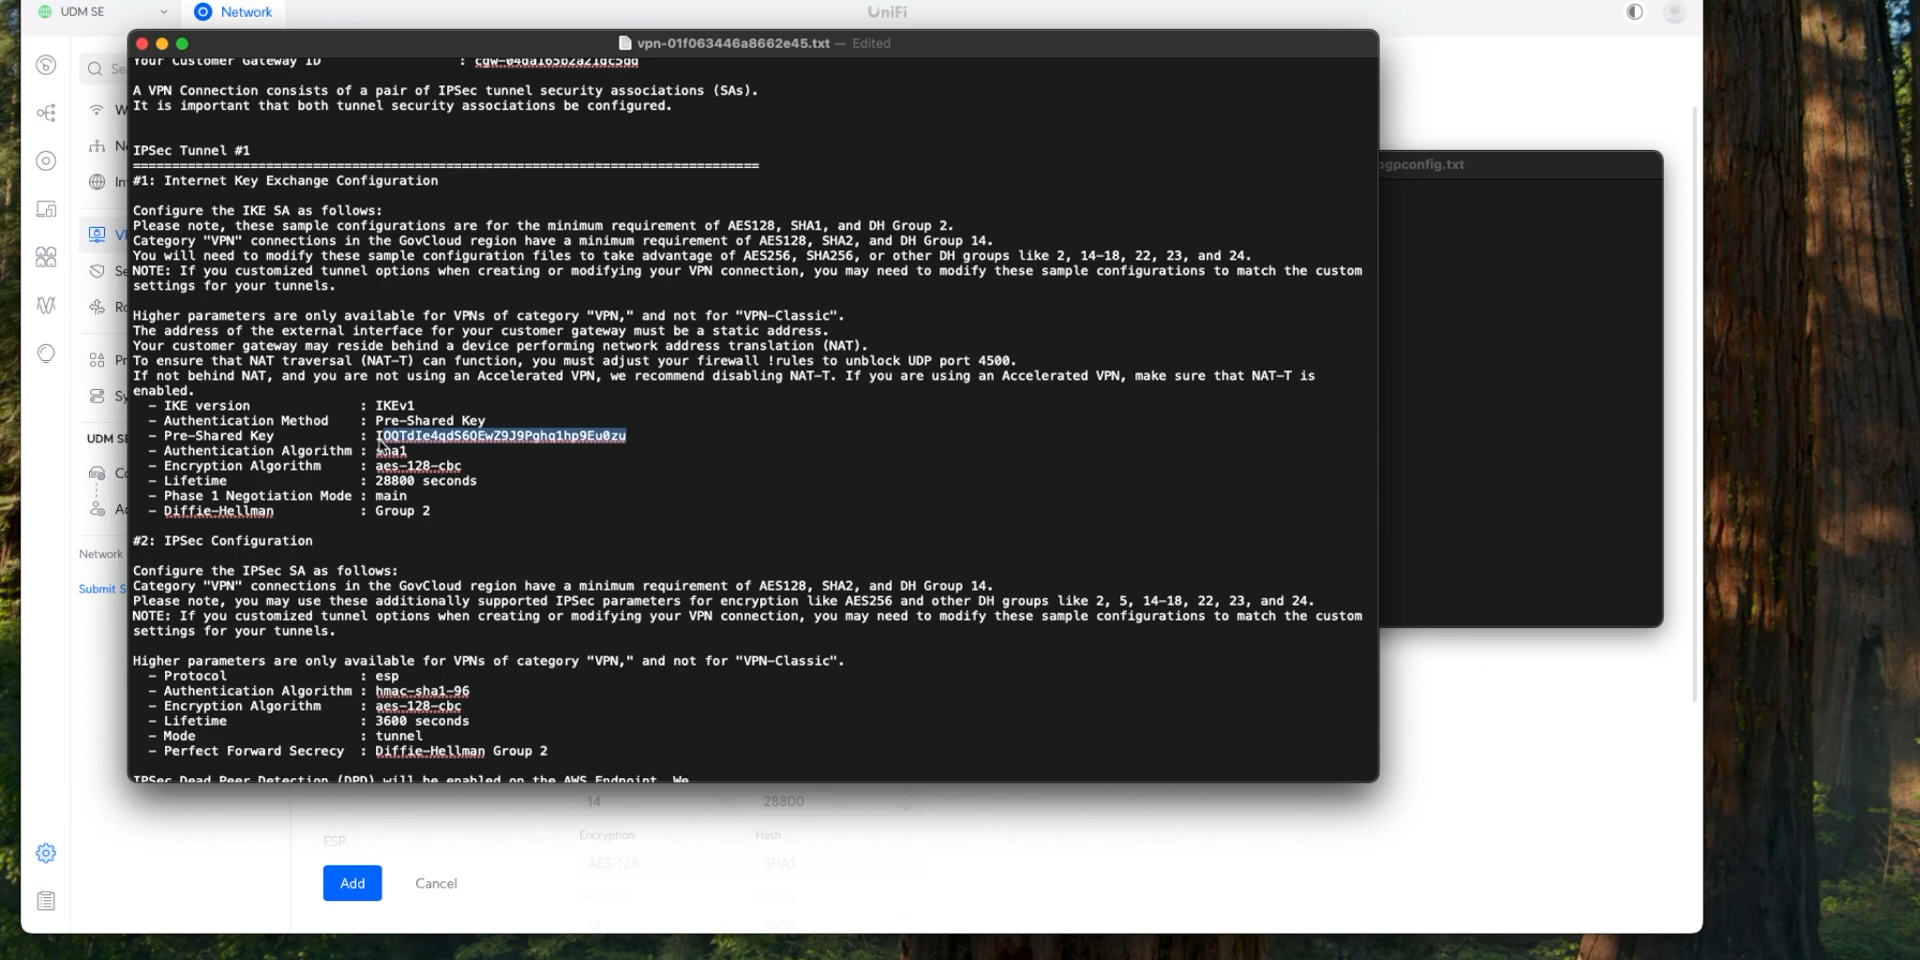 UDM SE
Network
UniFi
vpn-01f063446a8662e45.txt — Edited
Your Customer Gateway ID : cgw-04da165b2a21dc5dd
A VPN Connection consists of a pair of IPSec tunnel security associations (SAs).
It is important that both tunnel security associations be configured.
IPSec Tunnel #1
================================================================================
#1: Internet Key Exchange Configuration
Configure the IKE SA as follows:
Please note, these sample configurations are for the minimum requirement of AES128, SHA1, and DH Group 2.
Category "VPN" connections in the GovCloud region have a minimum requirement of AES128, SHA2, and DH Group 14.
You will need to modify these sample configuration files to take advantage of AES256, SHA256, or other DH groups like 2, 14-18, 22, 23, and 24.
NOTE: If you customized tunnel options when creating or modifying your VPN connection, you may need to modify these sample configurations to match the custom
settings for your tunnels.
Higher parameters are only available for VPNs of category "VPN," and not for "VPN-Classic".
The address of the external interface for your customer gateway must be a static address.
Your customer gateway may reside behind a device performing network address translation (NAT).
To ensure that NAT traversal (NAT-T) can function, you must adjust your firewall !rules to unblock UDP port 4500.
If not behind NAT, and you are not using an Accelerated VPN, we recommend disabling NAT-T. If you are using an Accelerated VPN, make sure that NAT-T is
enabled.
- IKE version : IKEv1
- Authentication Method : Pre-Shared Key
- Pre-Shared Key :
- Authentication Algorithm : sha1
- Encryption Algorithm : aes-128-cbc
- Lifetime : 28800 seconds
- Phase 1 Negotiation Mode : main
- Diffie-Hellman : Group 2
#2: IPSec Configuration
Configure the IPSec SA as follows:
Category "VPN" connections in the GovCloud region have a minimum requirement of AES128, SHA2, and DH Group 14.
Please note, you may use these additionally supported IPSec parameters for encryption like AES256 and other DH groups like 2, 5, 14-18, 22, 23, and 24.
NOTE: If you customized tunnel options when creating or modifying your VPN connection, you may need to modify these sample configurations to match the custom
settings for your tunnels.
Higher parameters are only available for VPNs of category "VPN," and not for "VPN-Classic".
- Protocol : esp
- Authentication Algorithm : hmac-sha1-96
- Encryption Algorithm : aes-128-cbc
- Lifetime : 3600 seconds
- Mode : tunnel
- Perfect Forward Secrecy : Diffie-Hellman Group 2
IPSec Dead Peer Detection (DPD) will be enabled on the AWS Endpoint. We
bgpconfig.txt
UDM SE
Network
Submit S
14
28800
ESP
Encryption
Hash
AES-128
SHA1
14
3600
Add
Cancel